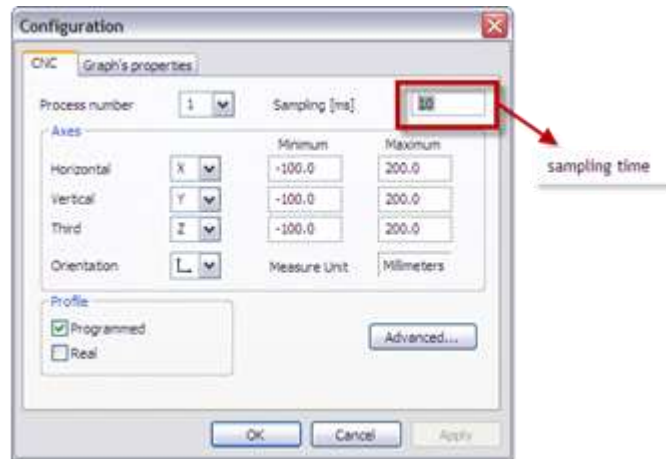 Configuration
CNC Graph's properties
Process number 1 Sampling [ms] 10
Axes
Minimum Maximum
Horizontal X -100.0 200.0
Vertical Y -100.0 200.0
Third Z -100.0 200.0
Orientation Measure Unit Milimeters
Profile
Programmed
Real
Advanced...
OK Cancel Apply
sampling time